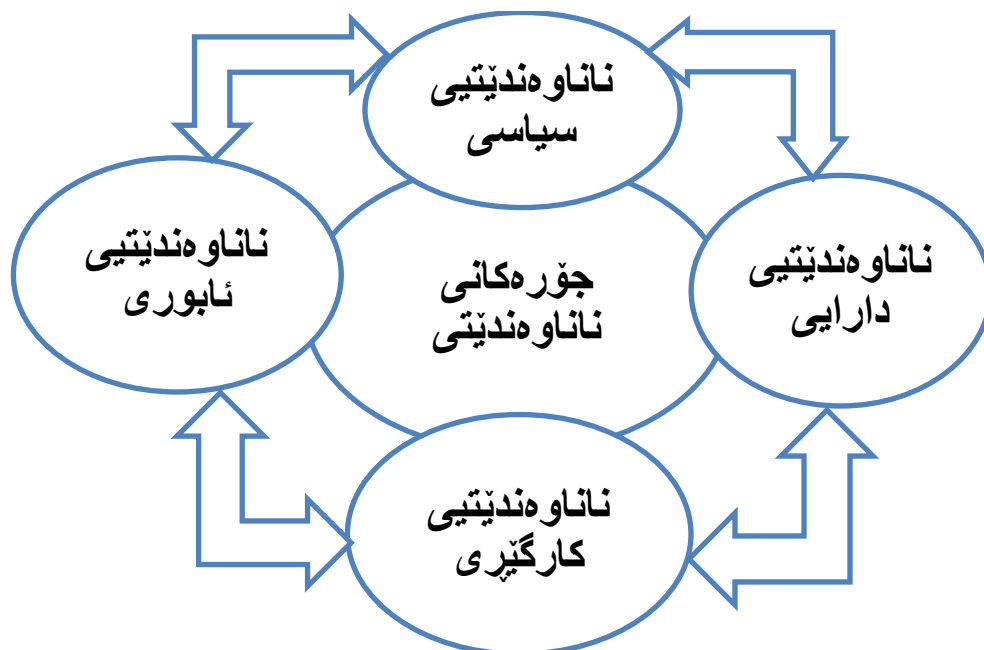 ناناوەندێتیی
سیاسی
ناناوەندێتیی
دارایی
جۆرەکانی
ناناوەندێتی
ناناوەندێتیی
ئابوری
ناناوەندێتیی
کارگێڕی